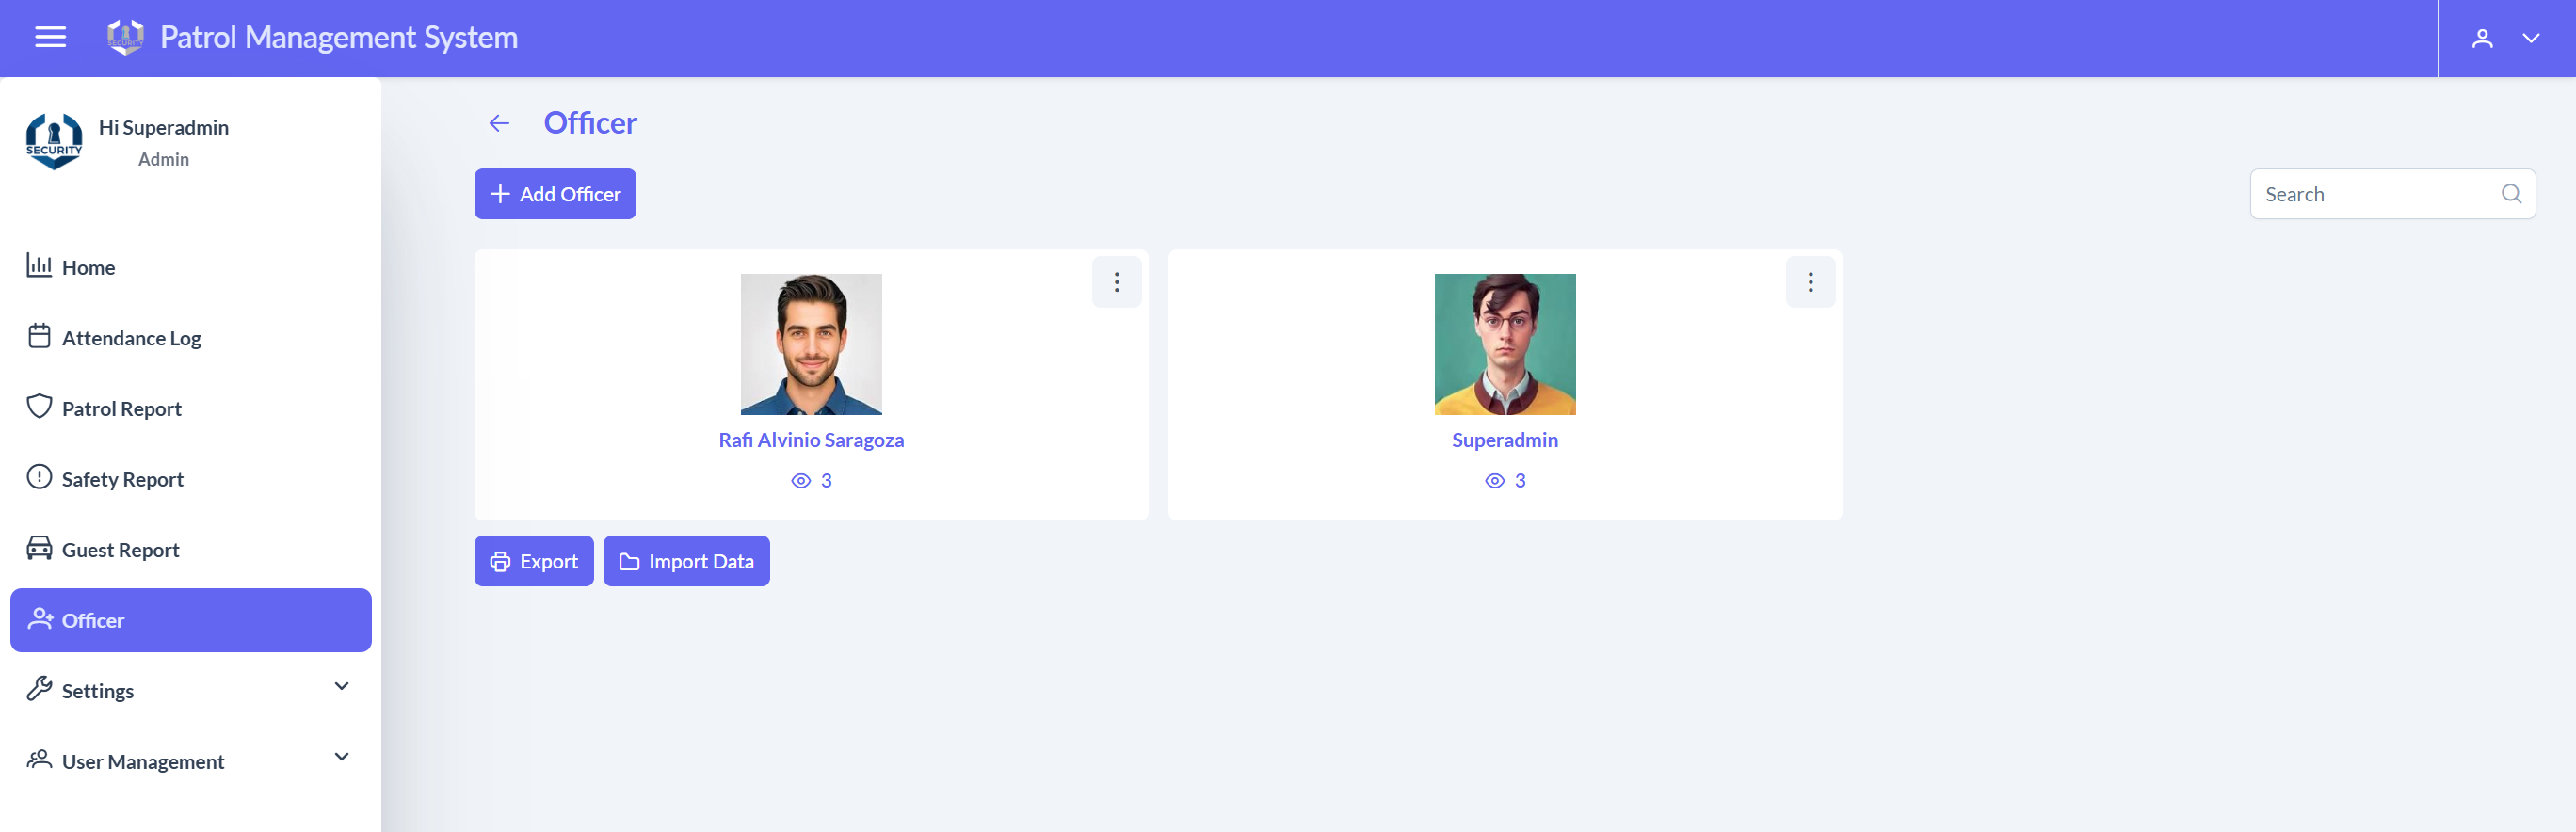 SECURITY
Patrol Management System
SECURITY
Hi Superadmin
Admin
Home
Attendance Log
Patrol Report
Safety Report
Guest Report
Officer
Settings
User Management
Officer
Add Officer
Search
Rafi Alvinio Saragoza
3
Superadmin
3
Export
Import Data